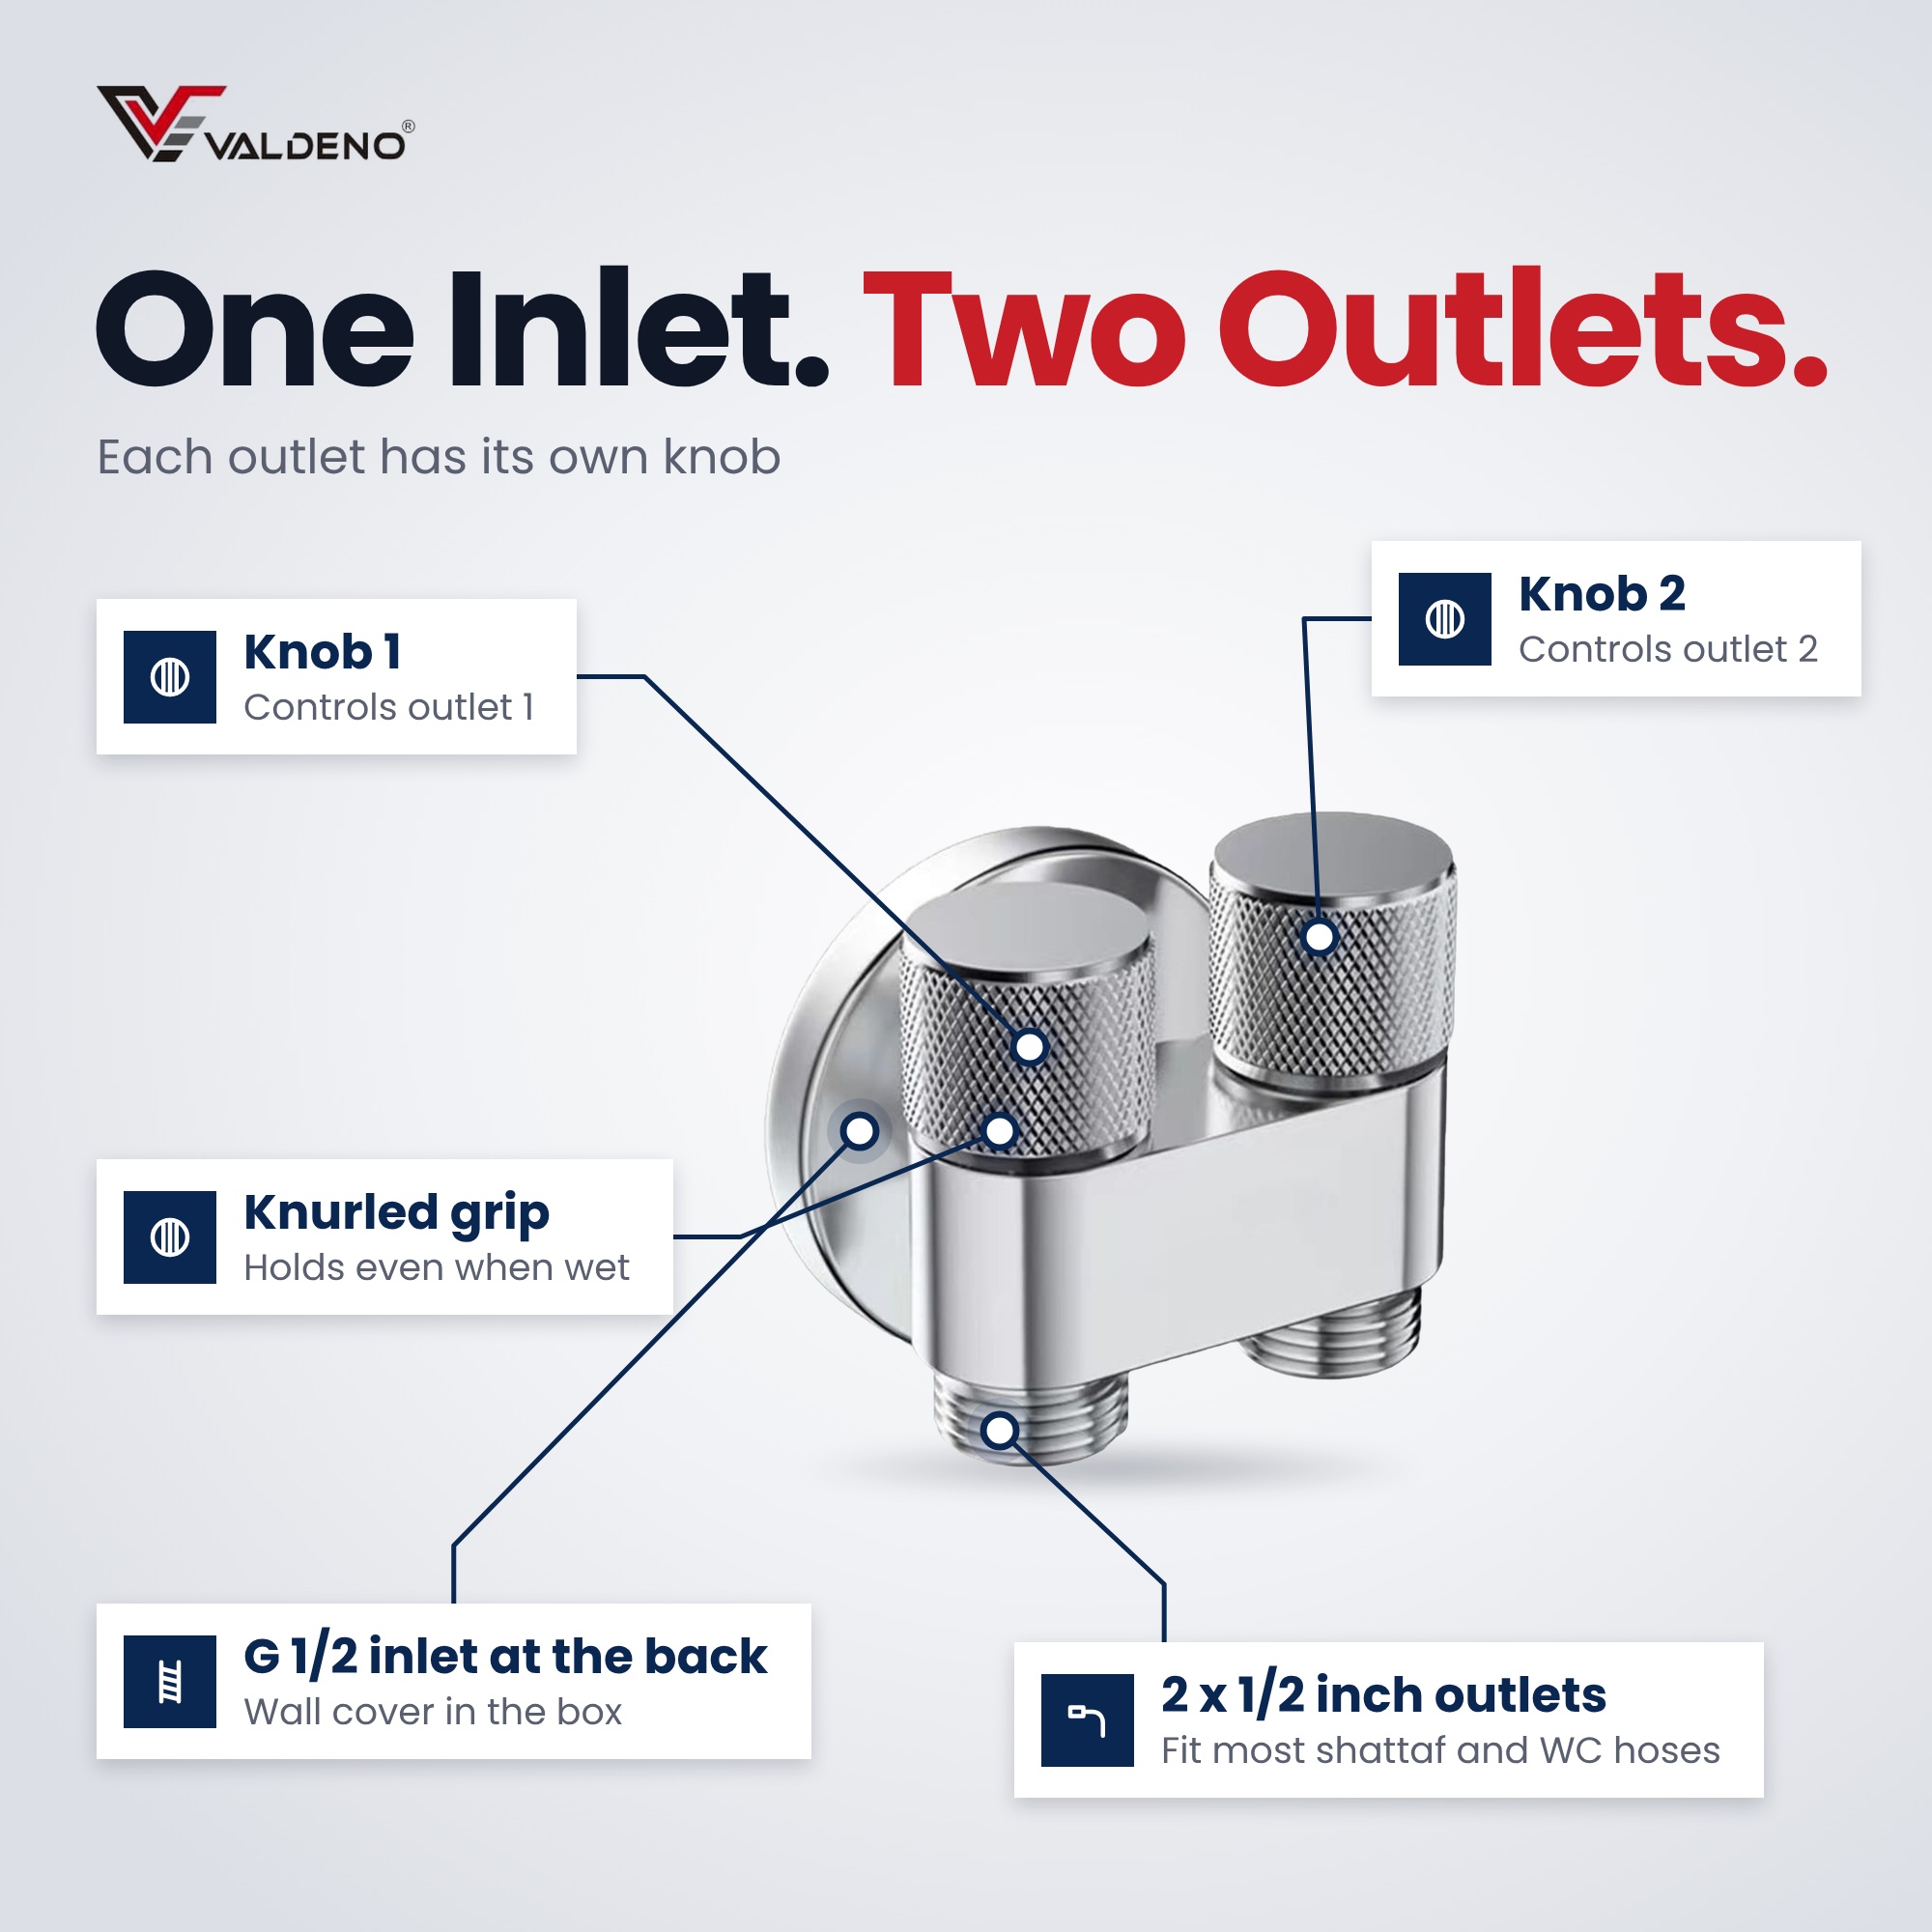 VALDENO®
One Inlet. Two Outlets.
Each outlet has its own knob
Knob 2
Controls outlet 2
Knob 1
Controls outlet 1
Knurled grip
Holds even when wet
G 1/2 inlet at the back
Wall cover in the box
2 x 1/2 inch outlets
Fit most shattaf and WC hoses